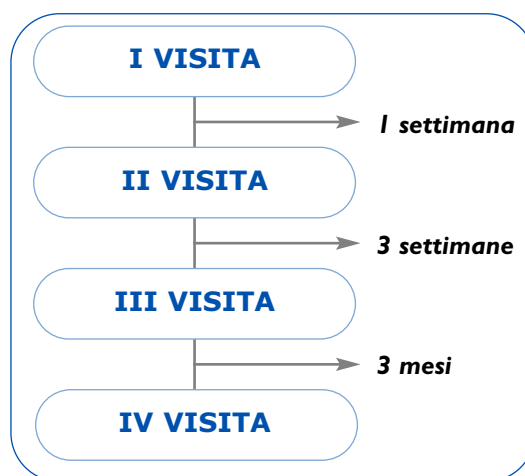 I VISITA
1 settimana
II VISITA
3 settimane
III VISITA
3 mesi
IV VISITA